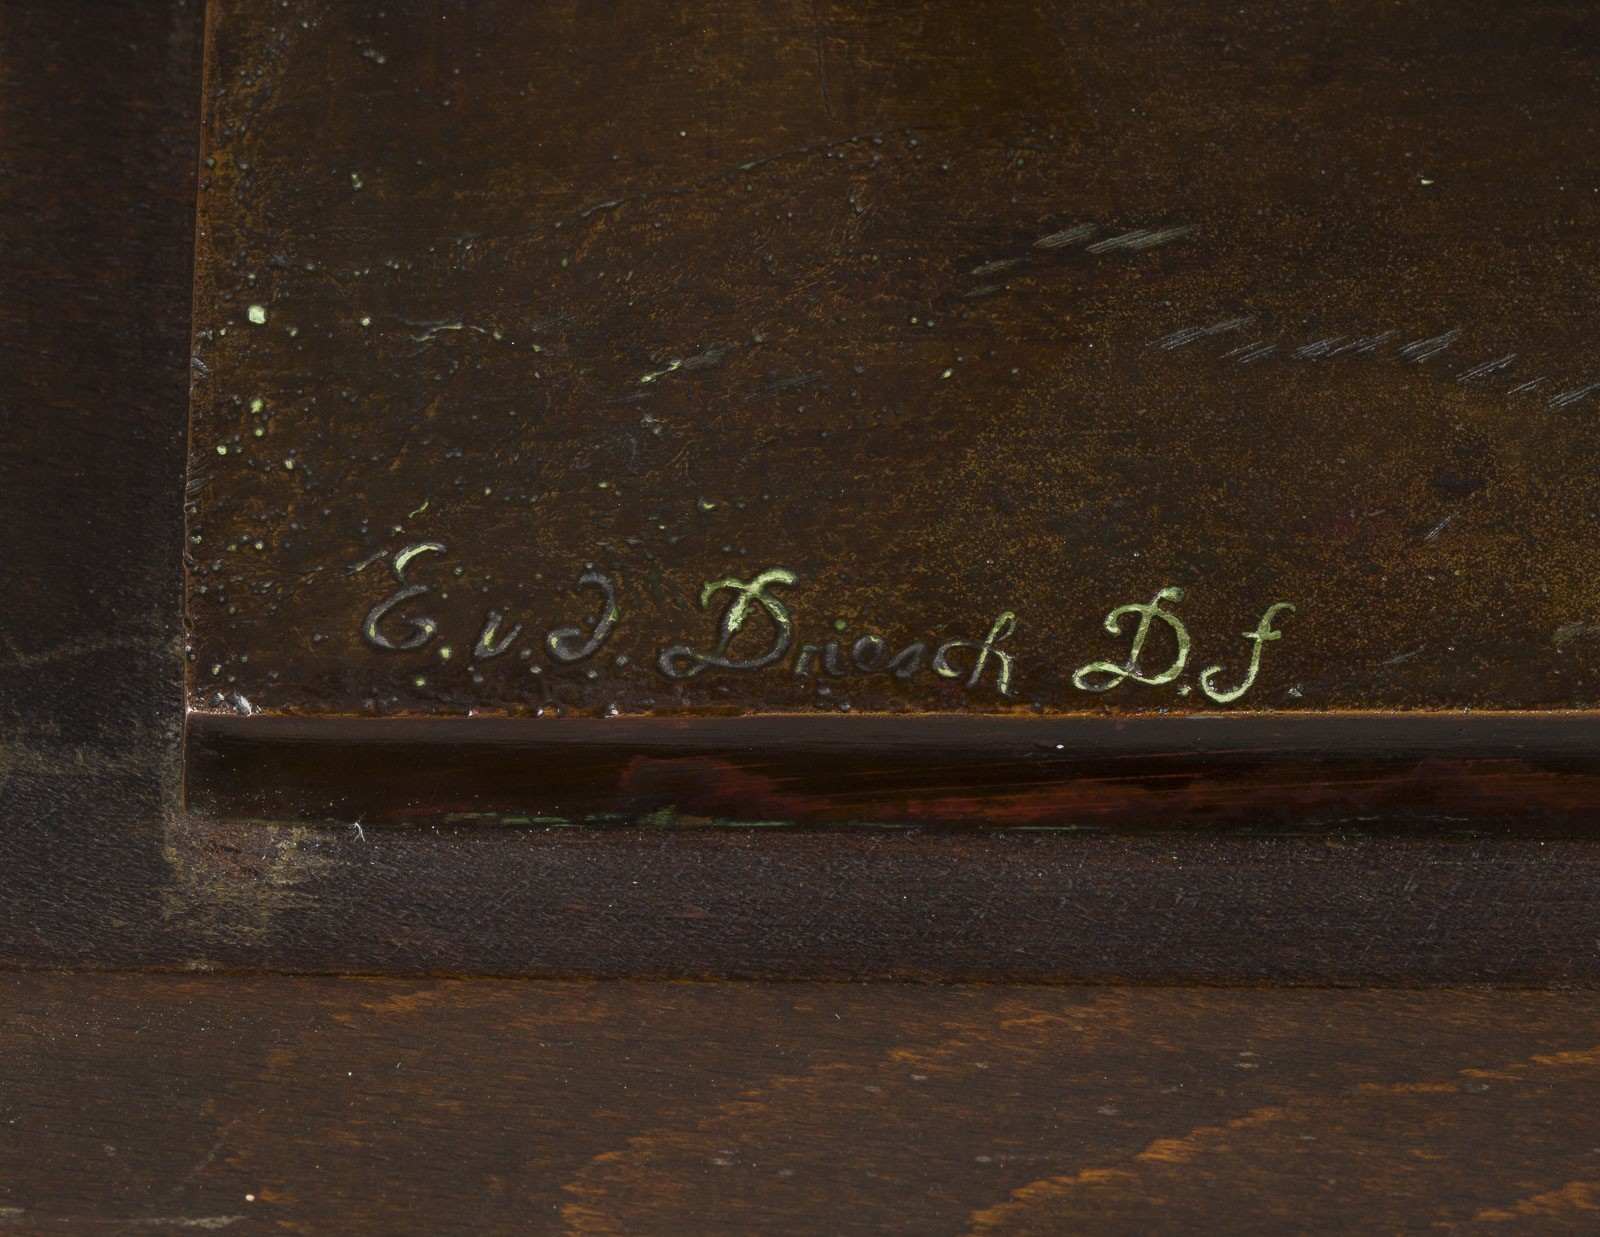 E. v. d. Driesch D. f.